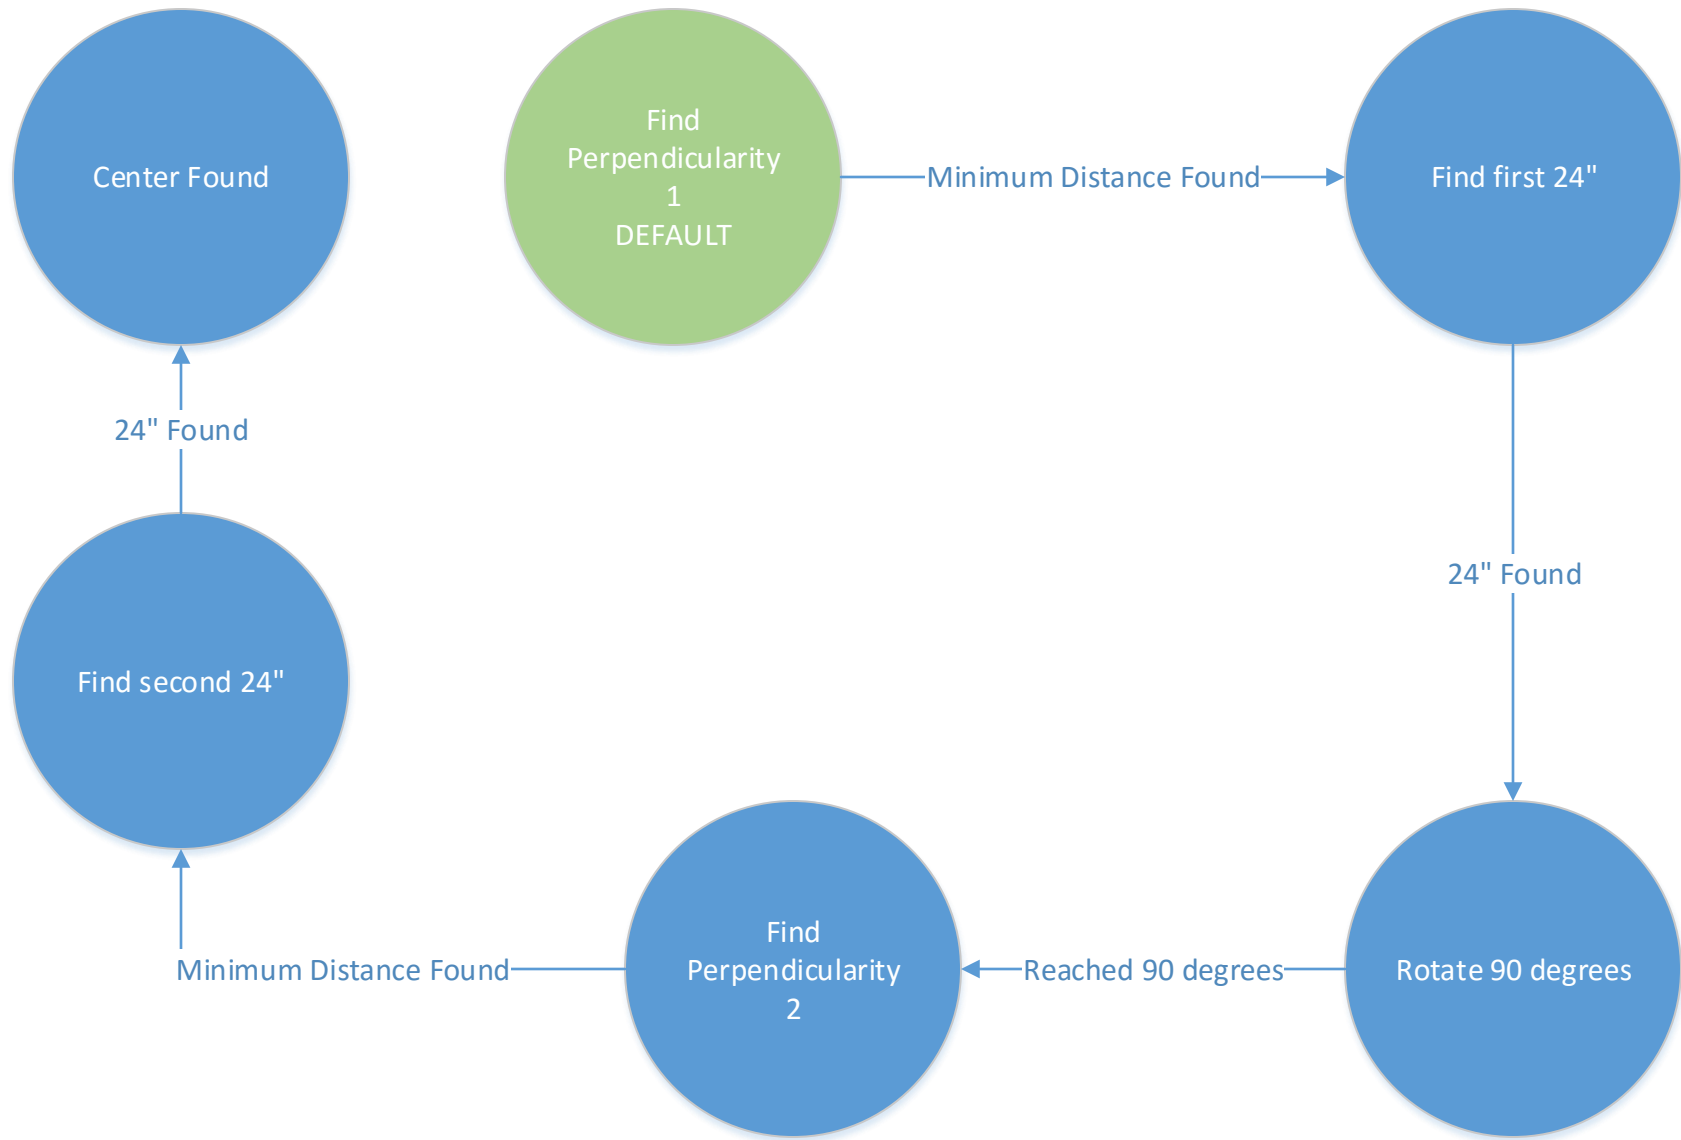 Center Found
Find
Perpendicularity
1
DEFAULT
Minimum Distance Found
Find first 24"
24" Found
24" Found
Find second 24"
Find
Perpendicularity
2
Minimum Distance Found
Reached 90 degrees
Rotate 90 degrees